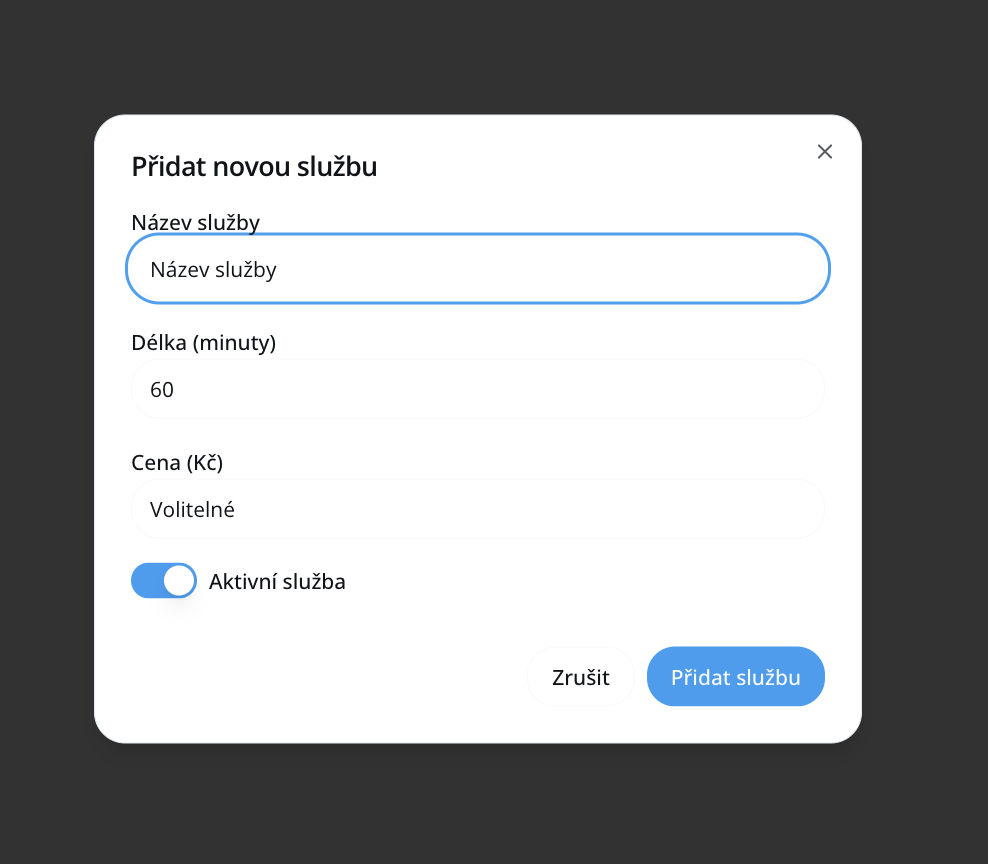 Přidat novou službu
Název služby
Název služby
Délka (minuty)
60
Cena (Kč)
Volitelné
Aktivní služba
Zrušit
Přidat službu